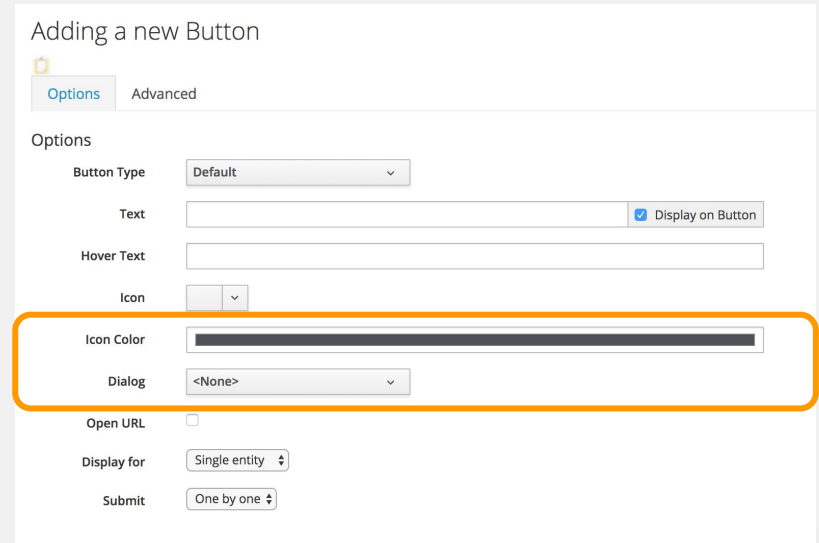 Adding a new Button
Options Advanced
Options
Button Type Default
Text Display on Button
Hover Text
Icon
Icon Color
Dialog <None>
Open URL
Display for Single entity
Submit One by one